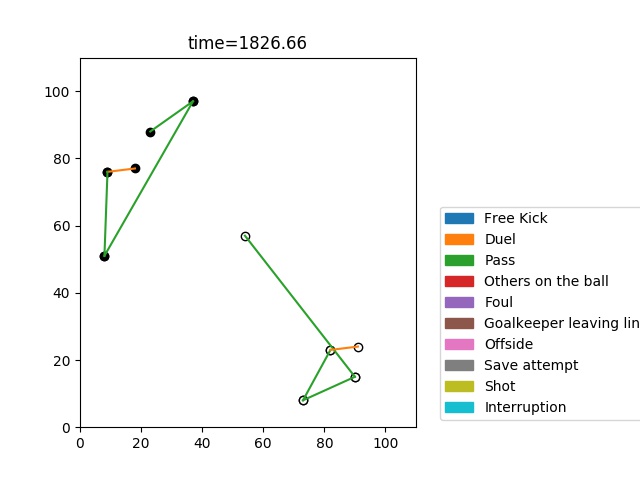 time=1826.66
100
80
60
40
20
0
0 20 40 60 80 100
Free Kick
Duel
Pass
Others on the ball
Foul
Goalkeeper leaving lin
Offside
Save attempt
Shot
Interruption